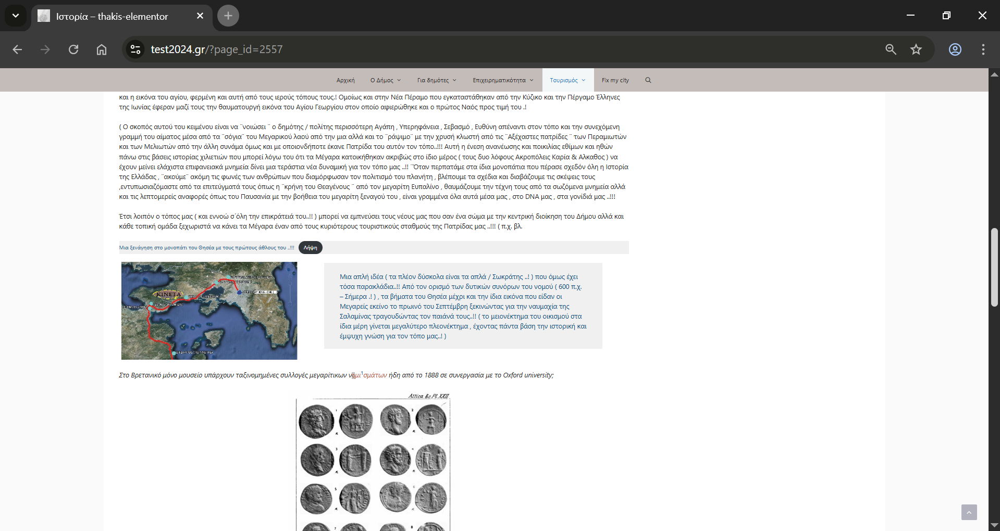 Ιστορία – thakis-elementor
test2024.gr/?page_id=2557
Αρχική Ο Δήμος Για δημότες Επιχειρηματικότητα Τουρισμός Fix my city
και η εικόνα του αγίου, φερμένη και αυτή από τους ιερούς τόπους τους.! Ομοίως και στην Νέα Πέραμο που εγκαταστάθηκαν από την Κύζικο και την Πέργαμο Έλληνες
της Ιωνίας έφεραν μαζί τους την θαυματουργή εικόνα του Αγίου Γεωργίου στον οποίο αφιερώθηκε και ο πρώτος Ναός προς τιμή του .!
( Ο σκοπός αυτού του κειμένου είναι να ¨νοιώσει ¨ ο δημότης / πολίτης περισσότερη Αγάπη , Υπερηφάνεια , Σεβασμό , Ευθύνη απέναντι στον τόπο και την συνεχόμενη
γραμμή του αίματος μέσα από τα ¨σόγια¨ του Μεγαρικού λαού από την μια αλλά και το ¨ράψιμο¨ με την χρυσή κλωστή από τις ¨Αξέχαστες πατρίδες ¨ των Περαμιωτών
και των Μελιωτών από την άλλη συνάμα όμως και με οποιονδήποτε έκανε Πατρίδα του αυτόν τον τόπο..!!! Αυτή η ένεση ανανέωσης και ποικιλίας εθίμων και ηθών
πάνω στις βάσεις ιστορίας χιλιετιών που μπορεί λόγω του ότι τα Μέγαρα κατοικήθηκαν ακριβώς στο ίδιο μέρος ( τους δυο λόφους Ακροπόλεις Καρία & Αλκαθος ) να
έχουν μείνει ελάχιστα επιφανειακά μνημεία δίνει μια τεράστια νέα δυναμική για τον τόπο μας ..!! ¨Όταν περπατάμε στα ίδια μονοπάτια που πέρασε σχεδόν όλη η Ιστορία
της Ελλάδας , ¨ακούμε¨ ακόμη τις φωνές των ανθρώπων που διαμόρφωσαν τον πολιτισμό του πλανήτη , βλέπουμε τα σχέδια και διαβάζουμε τις σκέψεις τους
,εντυπωσιαζόμαστε από τα επιτεύγματά τους όπως η ¨κρήνη του Θεαγένους ¨ από τον μεγαρίτη Ευπαλίνο , θαυμάζουμε την τέχνη τους από τα σωζόμενα μνημεία αλλά
και τις λεπτομερείς αναφορές όπως του Παυσανία με την βοήθεια του μεγαρίτη ξεναγού του , είναι γραμμένα όλα αυτά μέσα μας , στο DNA μας , στα γονίδιά μας ..!!!
Έτσι λοιπόν ο τόπος μας ( και εννοώ σ΄όλη την επικράτειά του..!! ) μπορεί να εμπνεύσει τους νέους μας που σαν ένα σώμα με την κεντρική διοίκηση του Δήμου αλλά και
κάθε τοπική ομάδα ξεχωριστά να κάνει τα Μέγαρα έναν από τους κυριότερους τουριστικούς σταθμούς της Πατρίδας μας ..!!! ( π.χ. βλ.
Μια ξενάγηση στο μονοπάτι του Θησέα με τους πρώτους άθλους του ..!!! Λήψη
KINETA
ATHENS - END
Μια απλή ιδέα ( τα πλέον δύσκολα είναι τα απλά / Σωκράτης ..! ) που όμως έχει
τόσα παρακλάδια..!! Από τον ορισμό των δυτικών συνόρων του νομού ( 600 π.χ.
– Σήμερα .! ) , τα βήματα του Θησέα μέχρι και την ίδια εικόνα που είδαν οι
Μεγαρείς εκείνο το πρωινό του Σεπτέμβρη ξεκινώντας για την ναυμαχία της
Σαλαμίνας τραγουδώντας τον παιάνά τους..!! ( το μειονέκτημα του οικισμού στα
ίδια μέρη γίνεται μεγαλύτερο πλεονέκτημα , έχοντας πάντα βάση την ιστορική και
έμψυχη γνώση για τον τόπο μας..! )
Στο Βρετανικό μόνο μουσείο υπάρχουν ταξινομημένες συλλογές μεγαρίτικων νομι¹σμάτων ήδη από το 1888 σε συνεργασία με το Oxford university;
Attica &c Pl. XXII.
1 2
Æ Æ
3 4
Æ Æ
5 6
Æ Æ
7 8